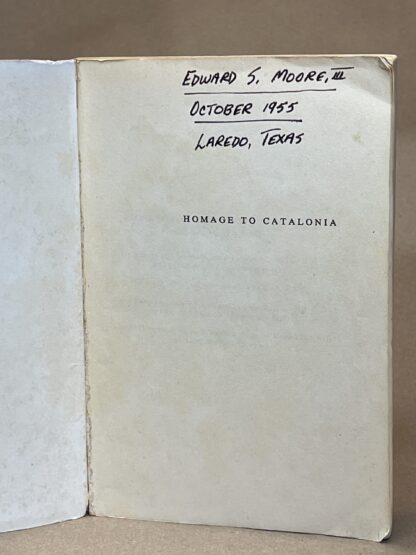 EDWARD S. MOORE, III
OCTOBER 1955
LAREDO, TEXAS
HOMAGE TO CATALONIA